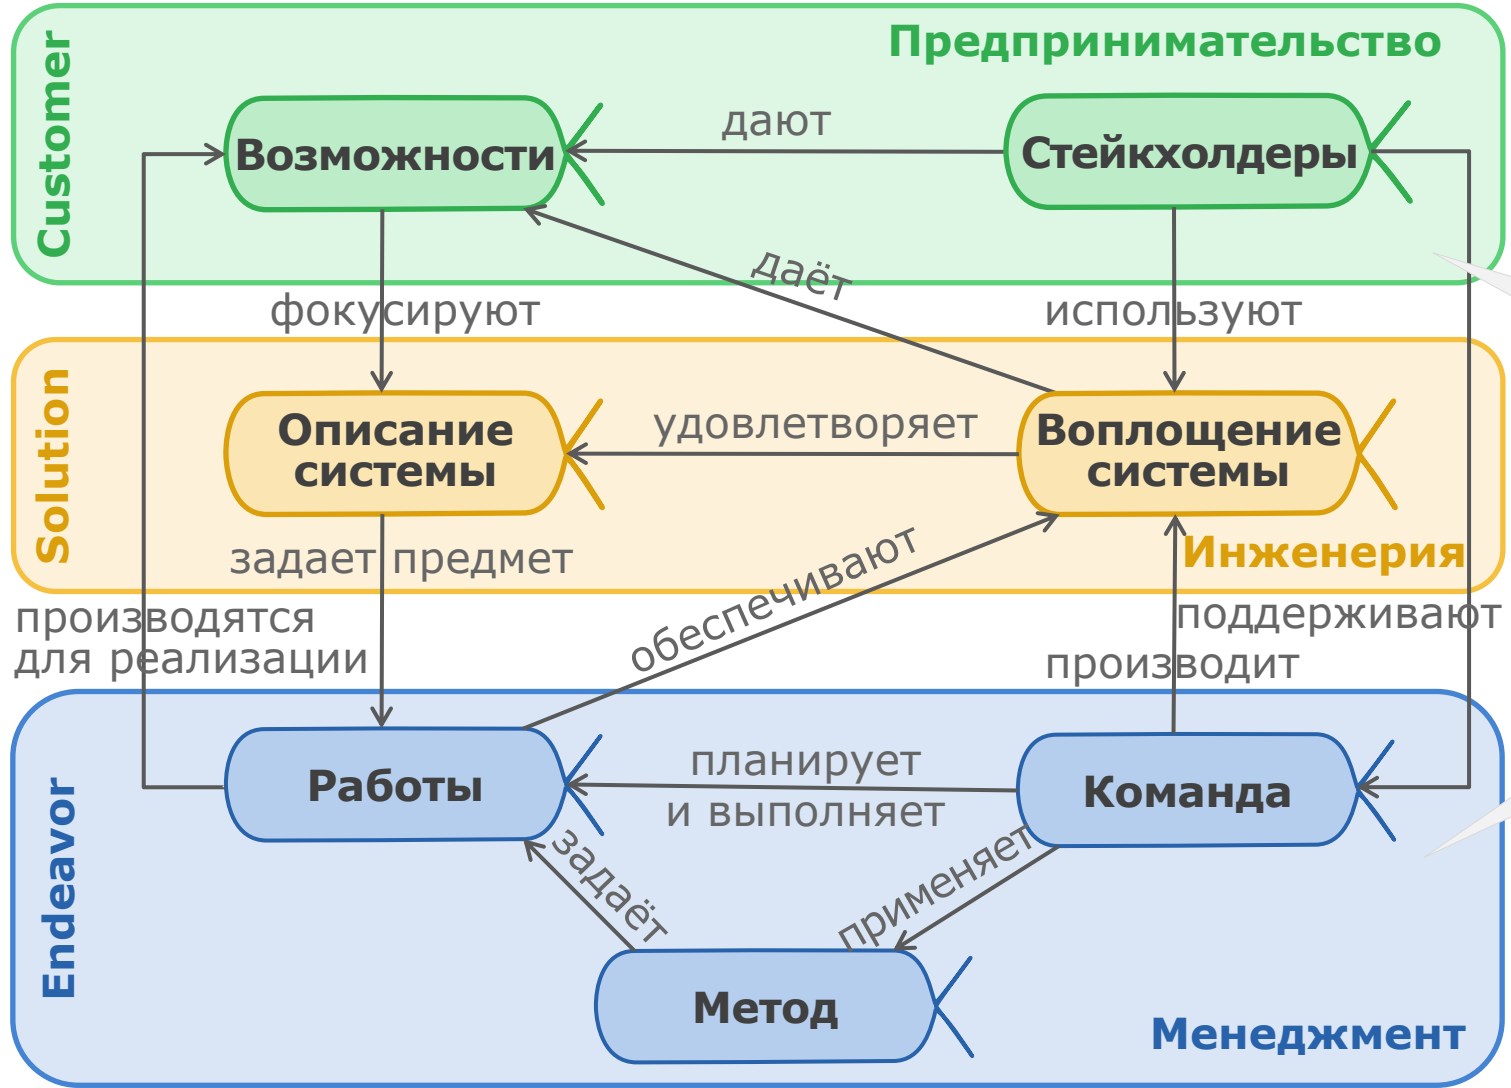 Customer
Предпринимательство
Возможности
дают
Стейкхолдеры
даёт
фокусируют
используют
Solution
Описание
системы
удовлетворяет
Воплощение
системы
Инженерия
задает предмет
обеспечивают
производятся
для реализации
поддерживают
производит
Endeavor
Работы
планирует
и выполняет
Команда
задаёт
применяет
Метод
Менеджмент